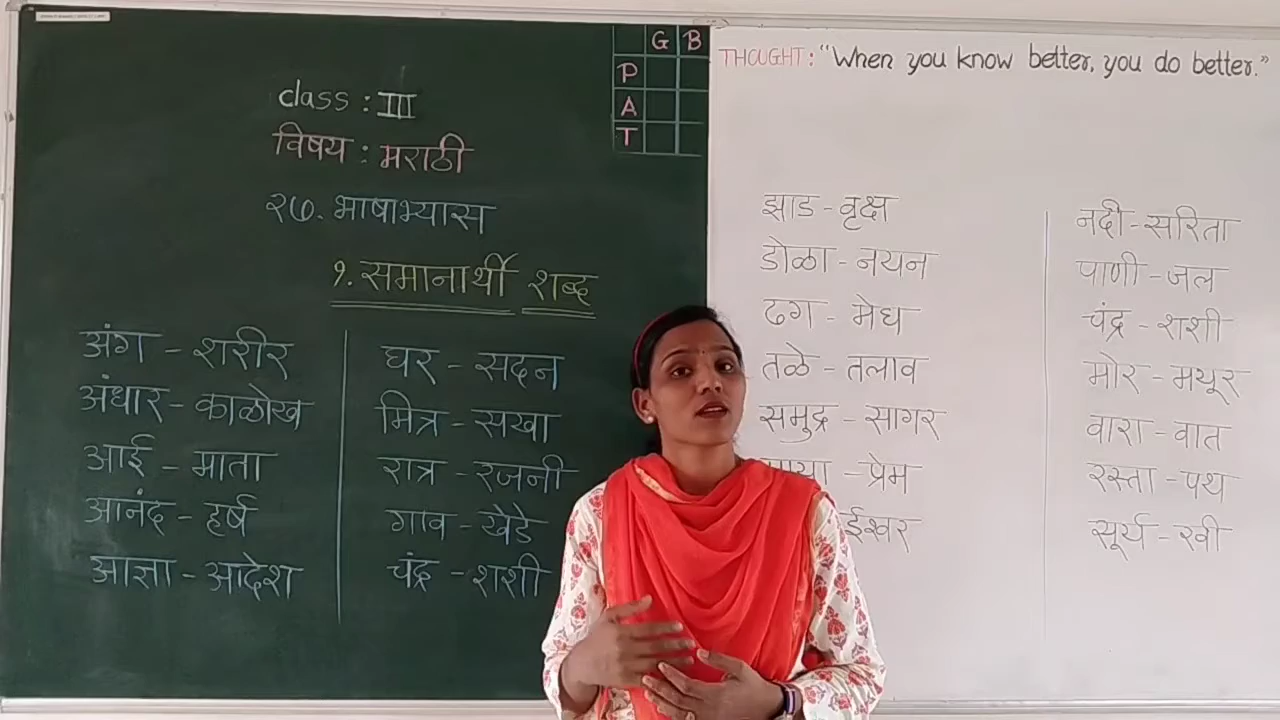 class : III
विषय : मराठी
२७. भाषाभ्यास
१. समानार्थी शब्द
अंग - शरीर
अंधार - काळोख
आई - माता
आनंद - हर्ष
आज्ञा - आदेश
घर - सदन
मित्र - सखा
रात्र - रजनी
गाव - खेडे
चंद्र - शशी
G B
P
A
T
THOUGHT : "When you know better, you do better."
झाड - वृक्ष
डोळा - नयन
ढग - मेघ
तळे - तलाव
समुद्र - सागर
- प्रेम
ईश्वर
नदी - सरिता
पाणी - जल
चंद्र - शशी
मोर - मयूर
वारा - वात
रस्ता - पथ
सूर्य - रवी